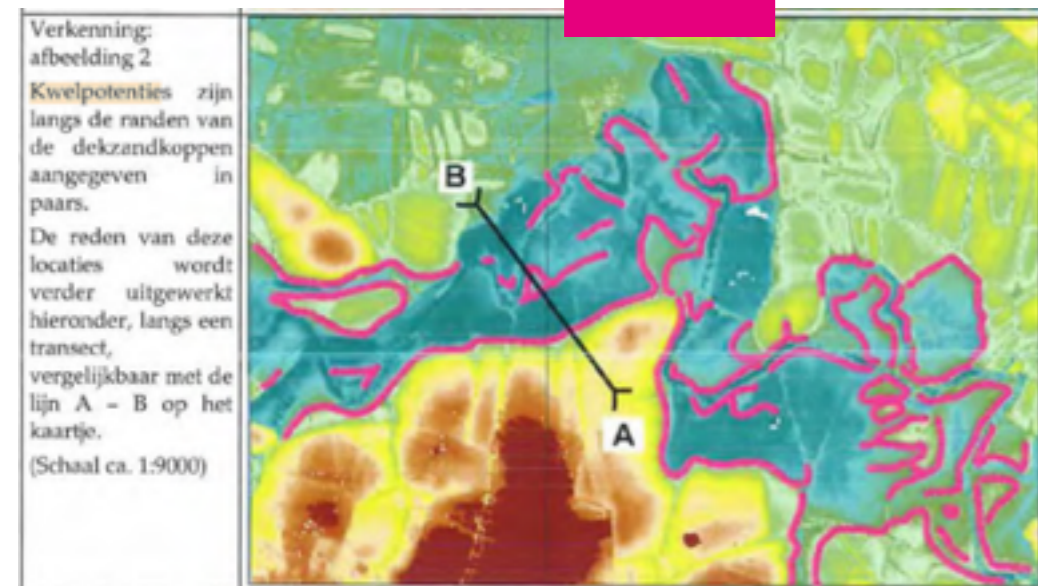 Verkenning:
afbeelding 2
Kwelpotenties zijn
langs de randen van
de dekzandkoppen
aangegeven in
paars.
De reden van deze
locaties wordt
verder uitgewerkt
hieronder, langs een
transect,
vergelijkbaar met de
lijn A – B op het
kaartje.
(Schaal ca. 1:9000)
B
A